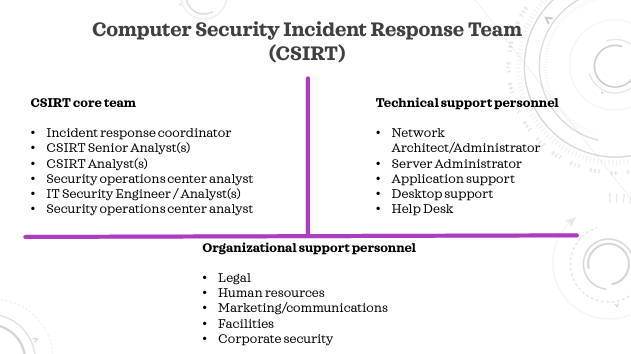 Computer Security Incident Response Team
(CSIRT)
CSIRT core team
• Incident response coordinator
• CSIRT Senior Analyst(s)
• CSIRT Analyst(s)
• Security operations center analyst
• IT Security Engineer / Analyst(s)
• Security operations center analyst
Technical support personnel
• Network
Architect/Administrator
• Server Administrator
• Application support
• Desktop support
• Help Desk
Organizational support personnel
• Legal
• Human resources
• Marketing/communications
• Facilities
• Corporate security